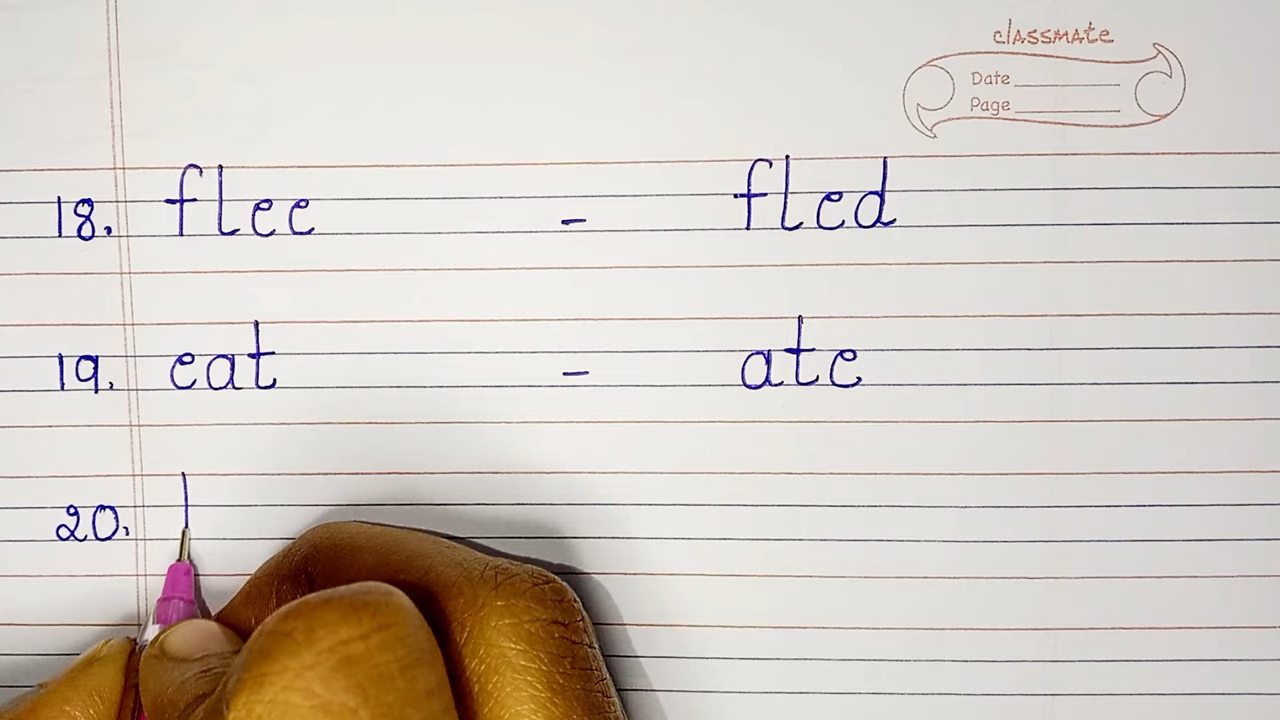 classmate
Date
Page
18. flee - fled
19. eat - ate
20.